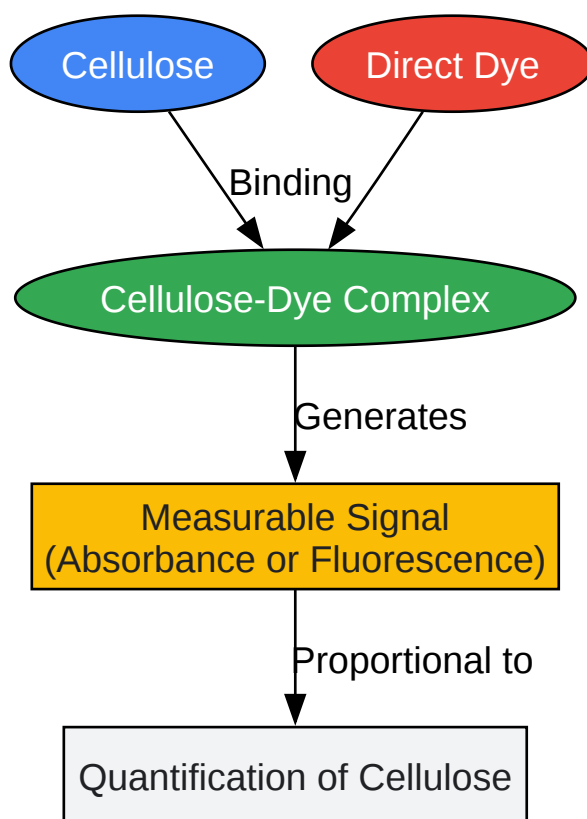 Cellulose
Direct Dye
Binding
Cellulose-Dye Complex
Generates
Measurable Signal
(Absorbance or Fluorescence)
Proportional to
Quantification of Cellulose